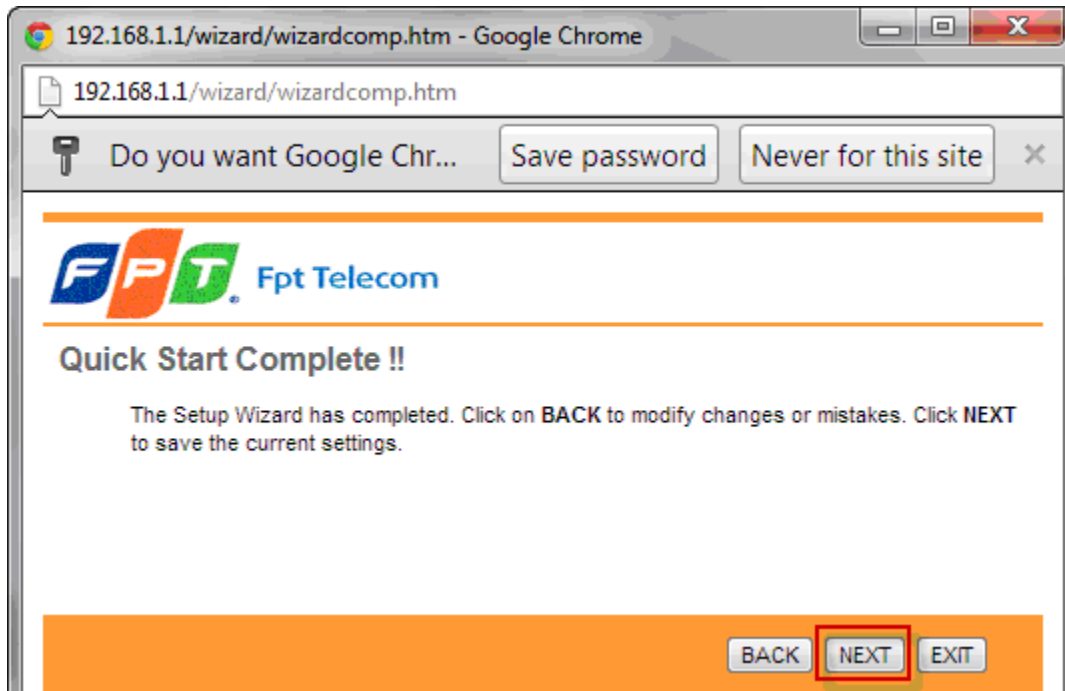 192.168.1.1/wizard/wizardcomp.htm - Google Chrome
192.168.1.1/wizard/wizardcomp.htm
Do you want Google Chr... Save password Never for this site
FPT Fpt Telecom
Quick Start Complete !!
The Setup Wizard has completed. Click on BACK to modify changes or mistakes. Click NEXT
to save the current settings.
BACK NEXT EXIT